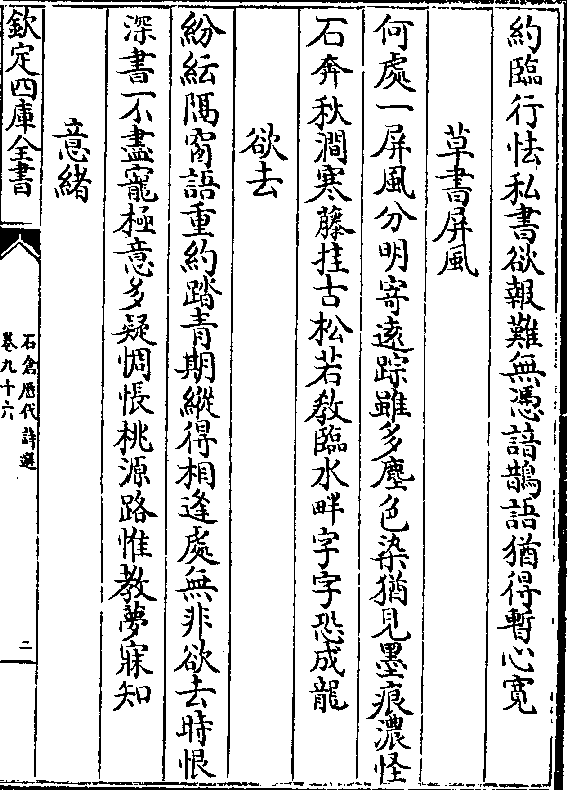 約臨行怯私書欲報難無憑諳鵲語猶得暫心寬
草書屏風
何處一屏風分明寄遠踪雖多塵色染猶見墨痕濃怪
石奔秋澗寒藤挂古松若教臨水畔字字恐成龍
欲去
紛紜隔窗語重約踏青期縱得相逢處無非欲去時恨
深書不盡寵極意多疑惆悵桃源路惟教夢寐知
意緒
欽定四庫全書
石倉歷代詩選
卷九十六
二